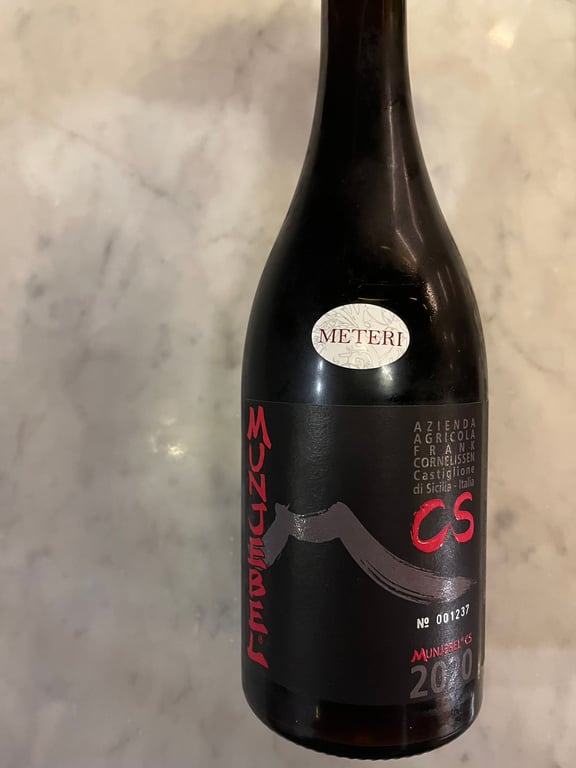 METERI
MUNJEBEL®
AZIENDA
AGRICOLA
FRANK
CORNELISSEN
Castiglione
di Sicilia - Italia
CS
Nº 001237
MUNJEBEL® CS
2020